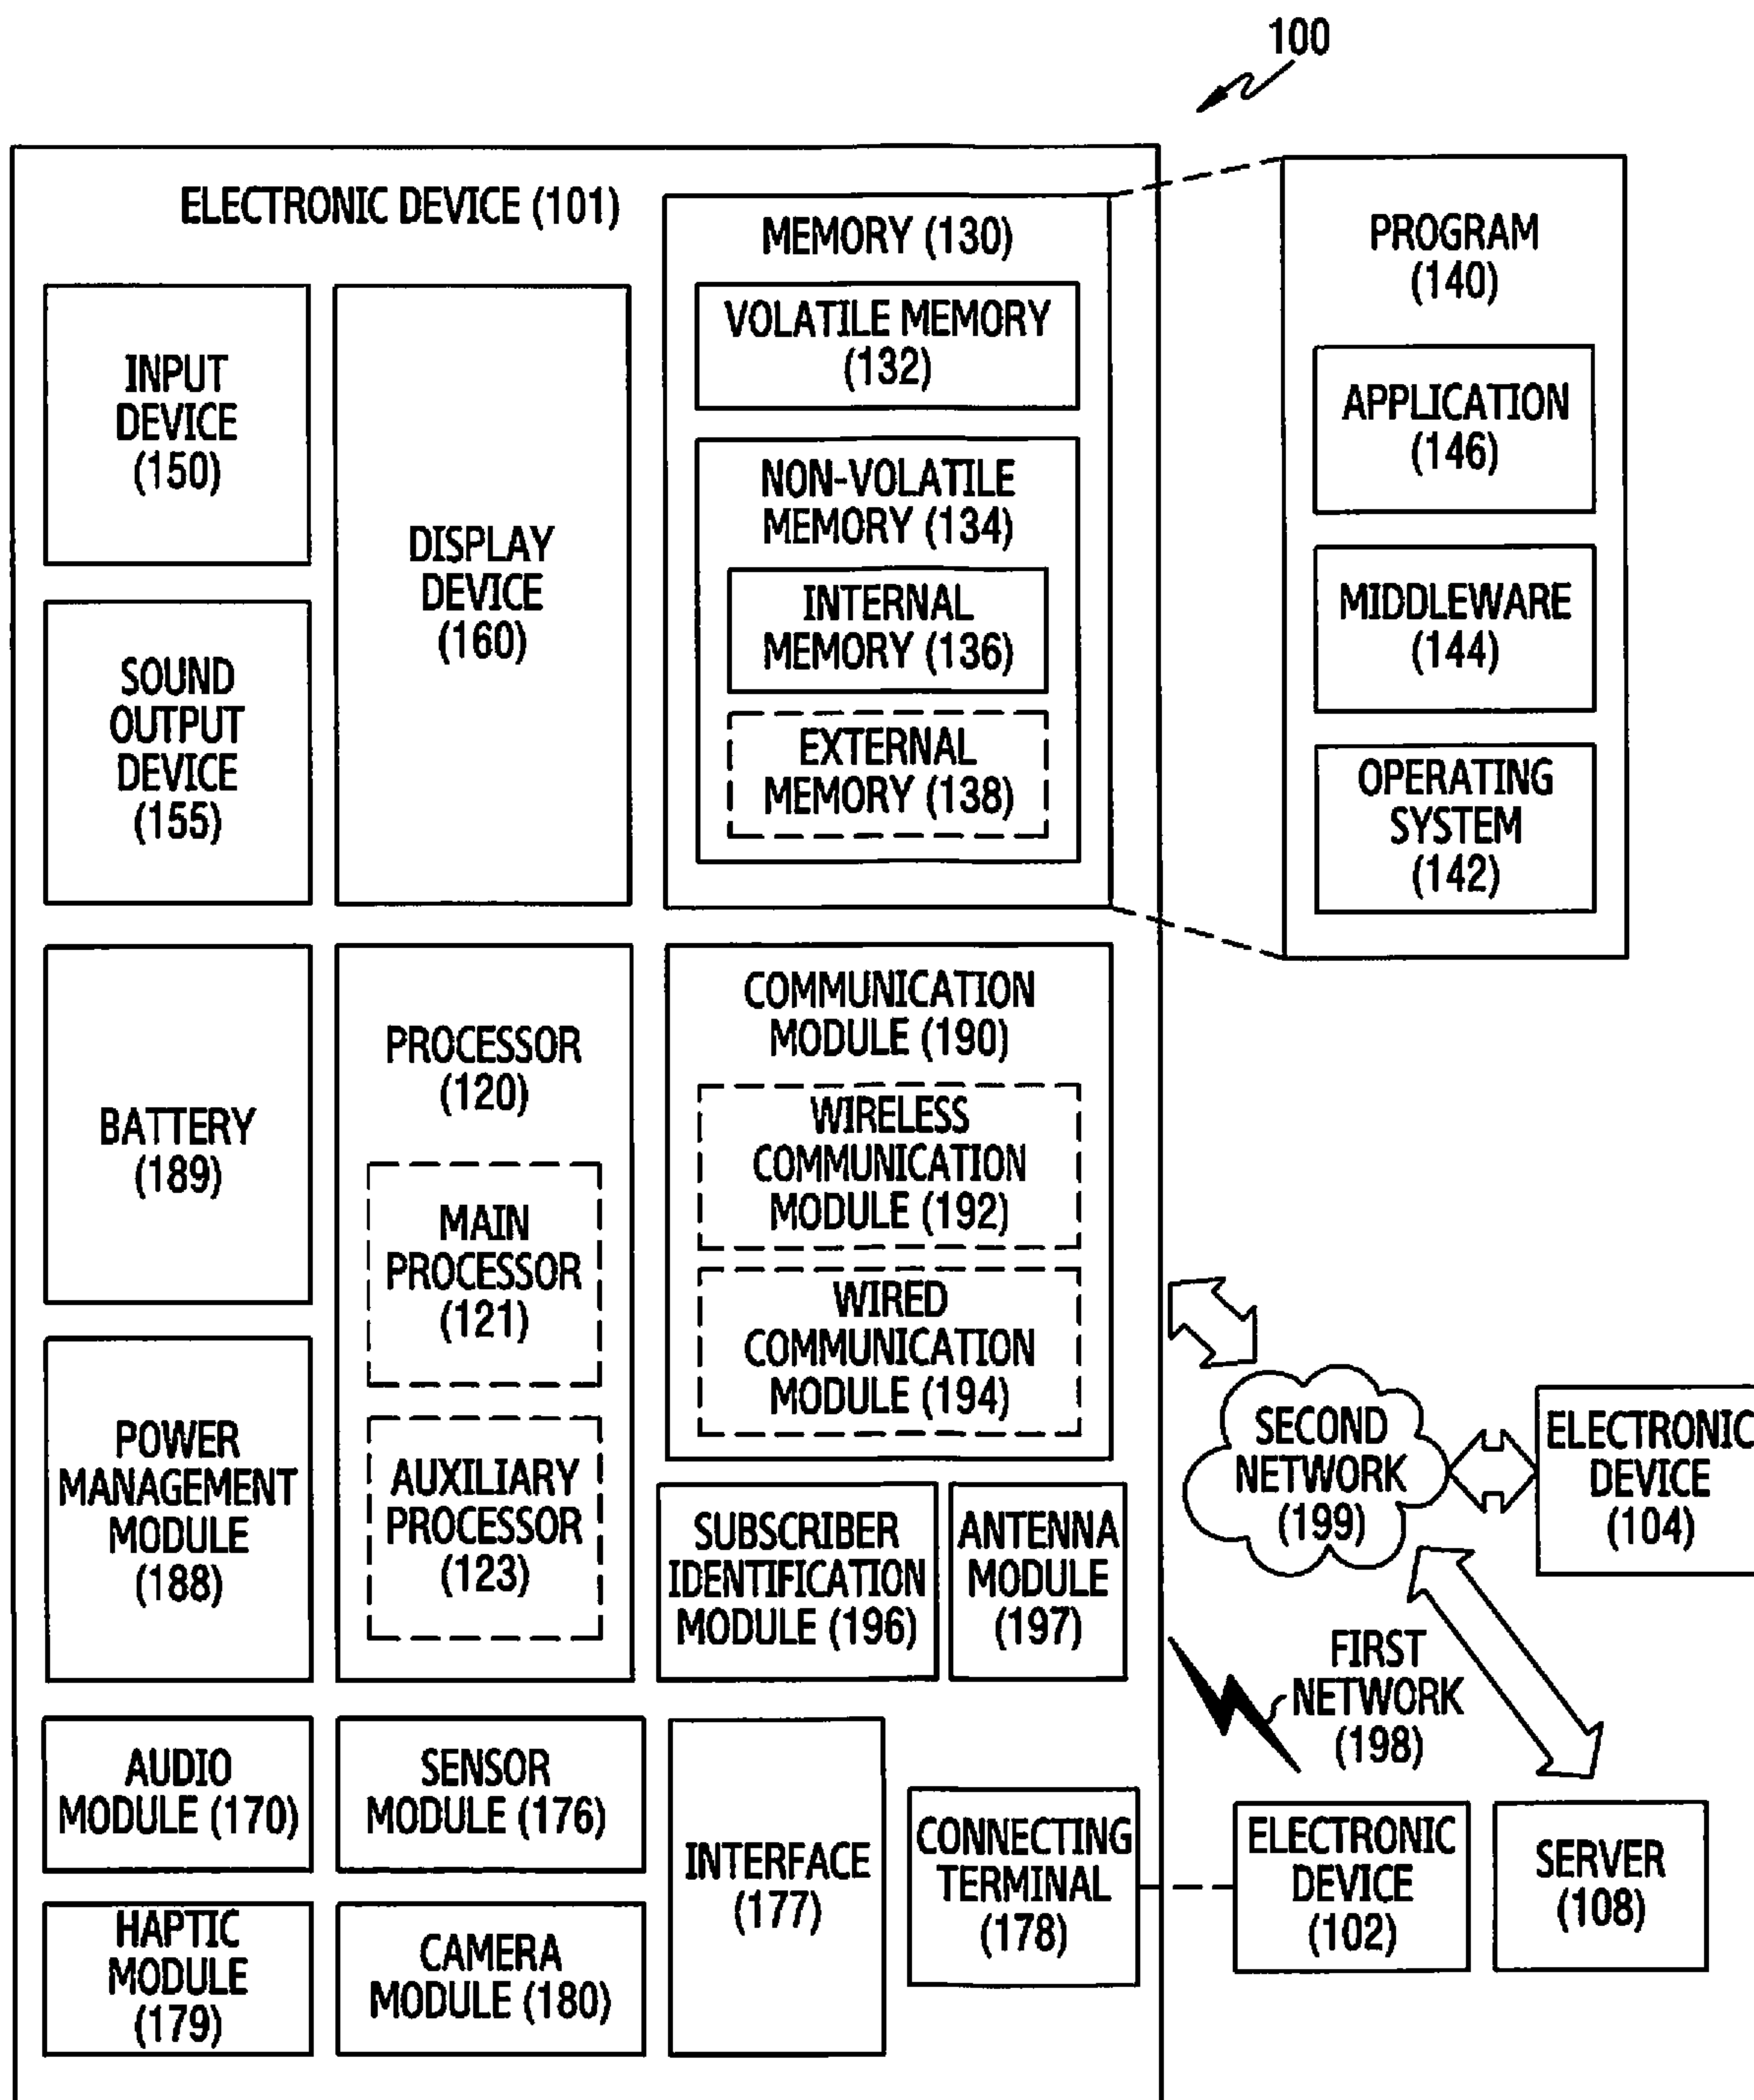 100
ELECTRONIC DEVICE (101)
INPUT
DEVICE
(150)
SOUND
OUTPUT
DEVICE
(155)
DISPLAY
DEVICE
(160)
MEMORY (130)
VOLATILE MEMORY
(132)
NON-VOLATILE
MEMORY (134)
INTERNAL
MEMORY (136)
EXTERNAL
MEMORY (138)
PROGRAM
(140)
APPLICATION
(146)
MIDDLEWARE
(144)
OPERATING
SYSTEM
(142)
BATTERY
(189)
POWER
MANAGEMENT
MODULE
(188)
PROCESSOR
(120)
MAIN
PROCESSOR
(121)
AUXILIARY
PROCESSOR
(123)
COMMUNICATION
MODULE (190)
WIRELESS
COMMUNICATION
MODULE (192)
WIRED
COMMUNICATION
MODULE (194)
SUBSCRIBER
IDENTIFICATION
MODULE (196)
ANTENNA
MODULE
(197)
SECOND
NETWORK
(199)
ELECTRONIC
DEVICE
(104)
FIRST
NETWORK
(198)
AUDIO
MODULE (170)
SENSOR
MODULE (176)
INTERFACE
(177)
CONNECTING
TERMINAL
(178)
ELECTRONIC
DEVICE
(102)
SERVER
(108)
HAPTIC
MODULE
(179)
CAMERA
MODULE (180)